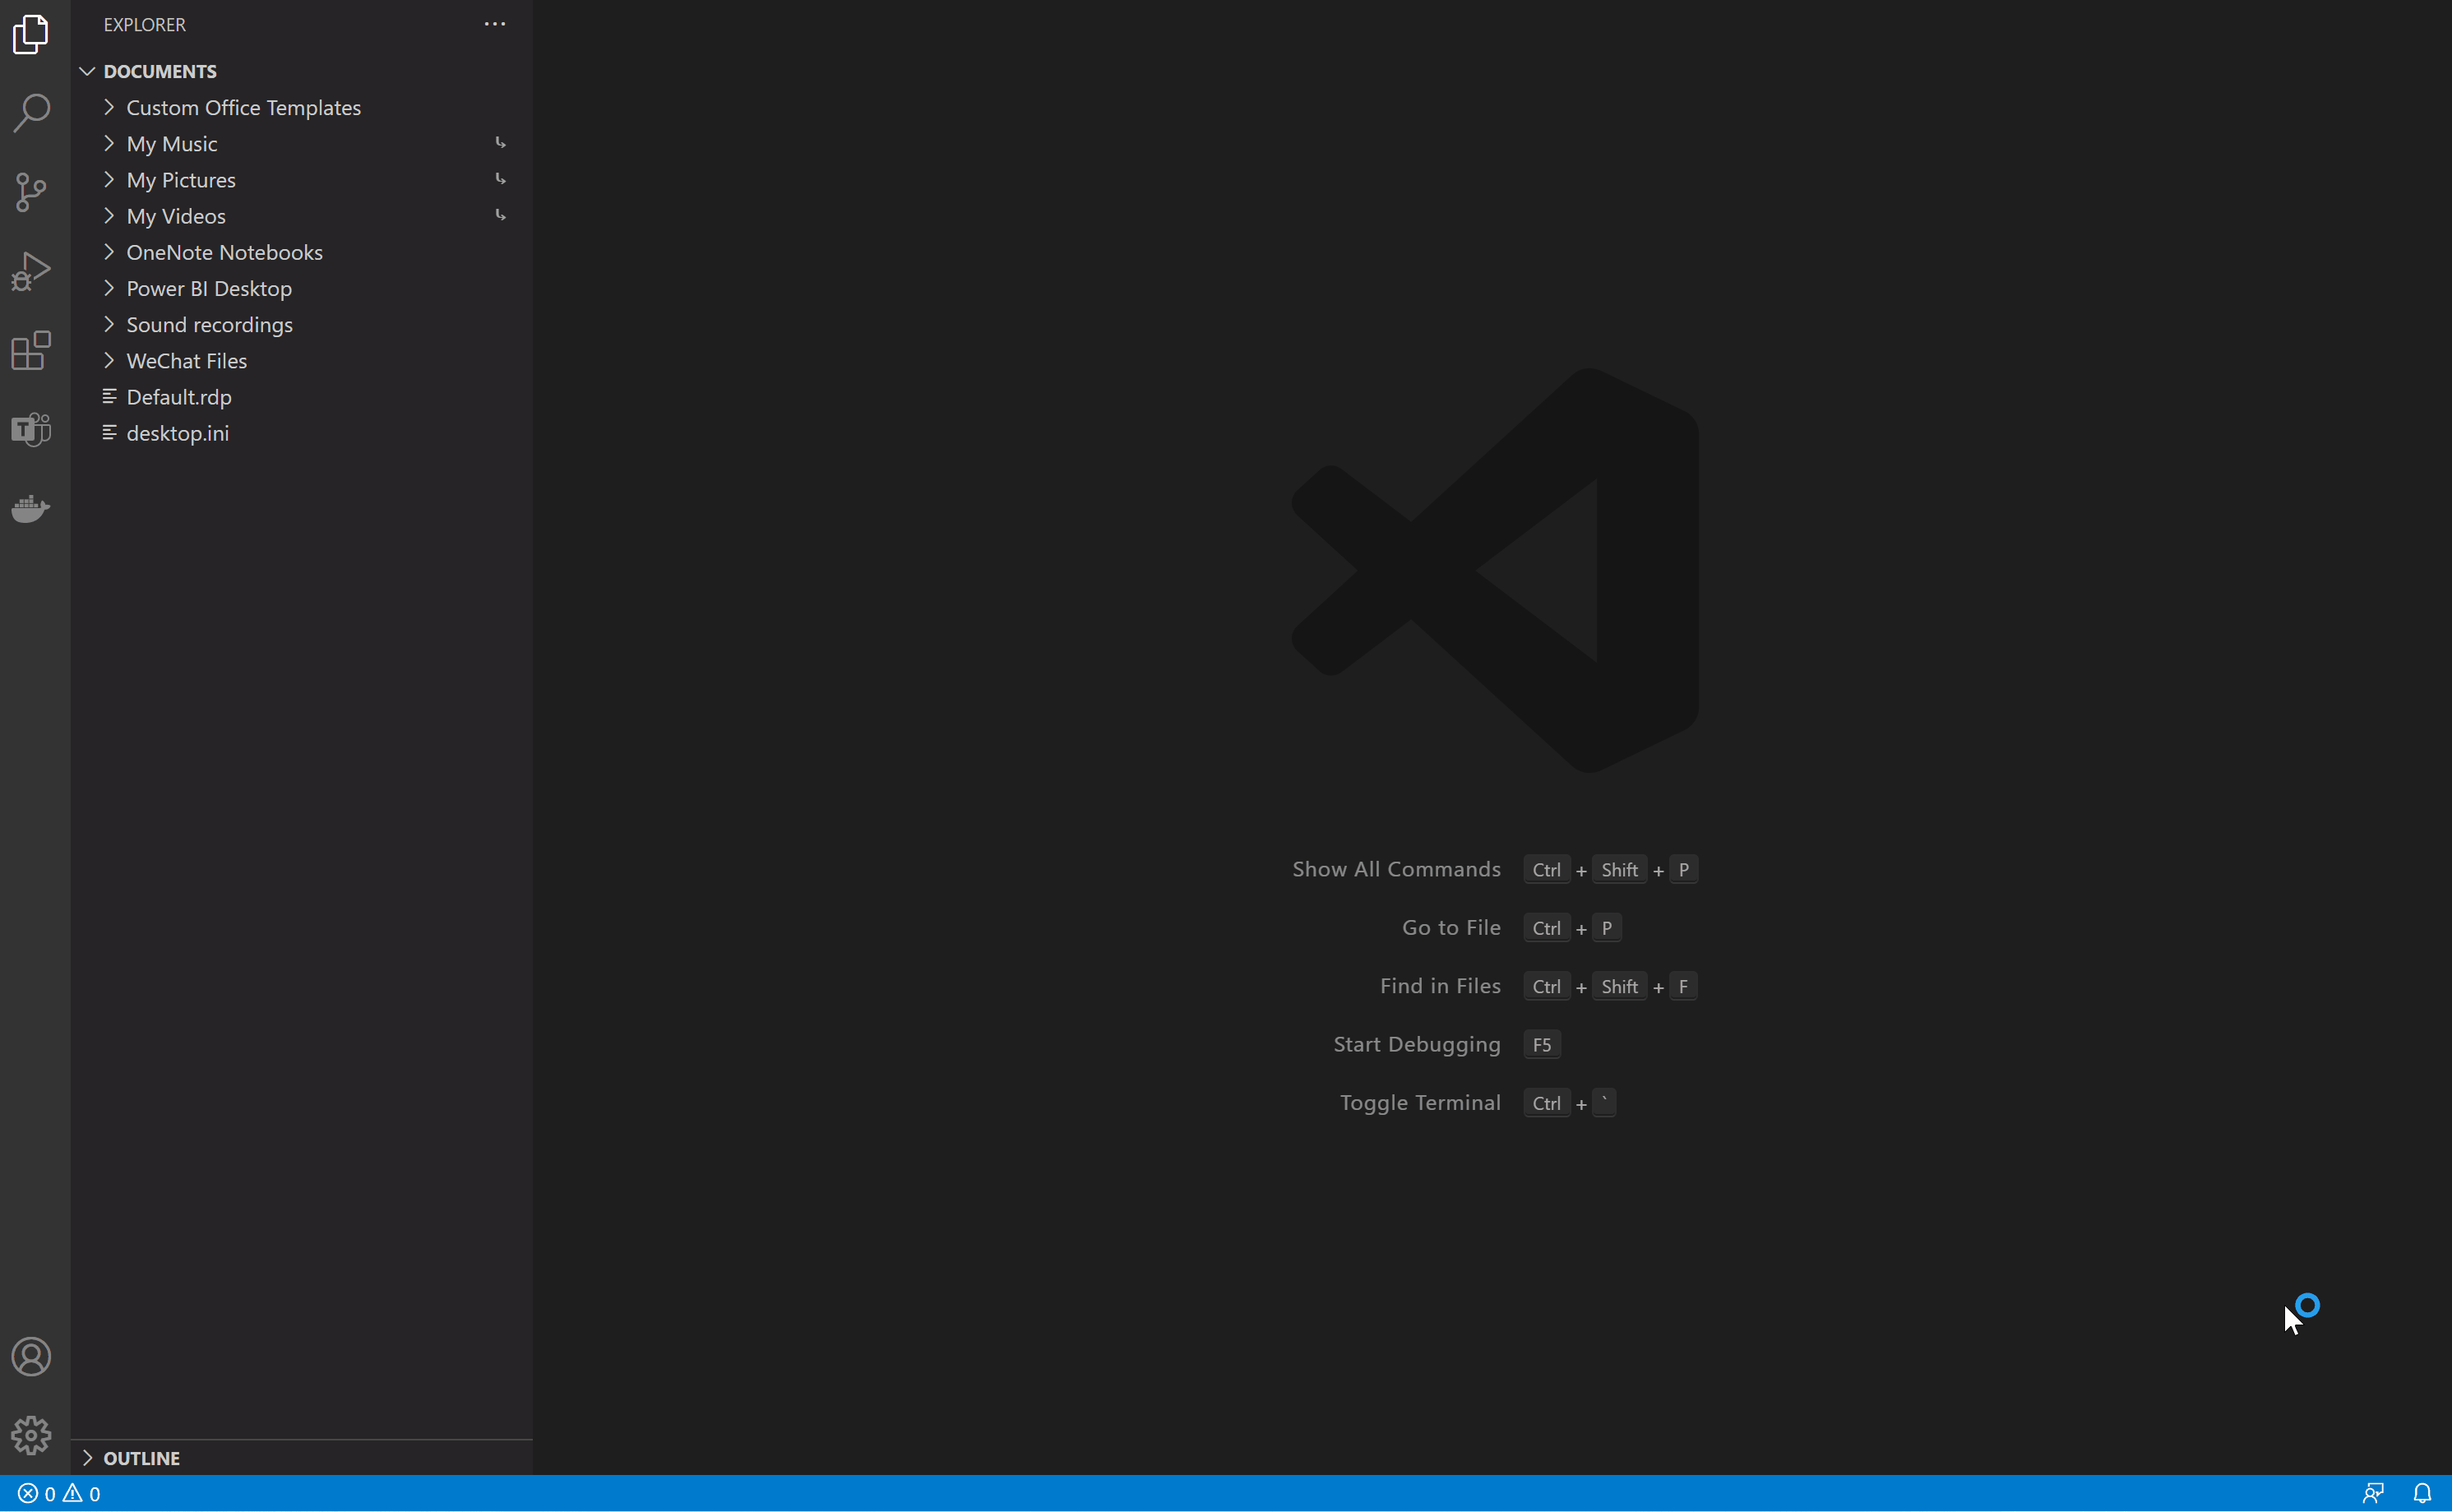 EXPLORER
DOCUMENTS
Custom Office Templates
My Music
My Pictures
My Videos
OneNote Notebooks
Power BI Desktop
Sound recordings
WeChat Files
Default.rdp
desktop.ini
Show All Commands Ctrl + Shift + P
Go to File Ctrl + P
Find in Files Ctrl + Shift + F
Start Debugging F5
Toggle Terminal Ctrl + `
OUTLINE
0 0